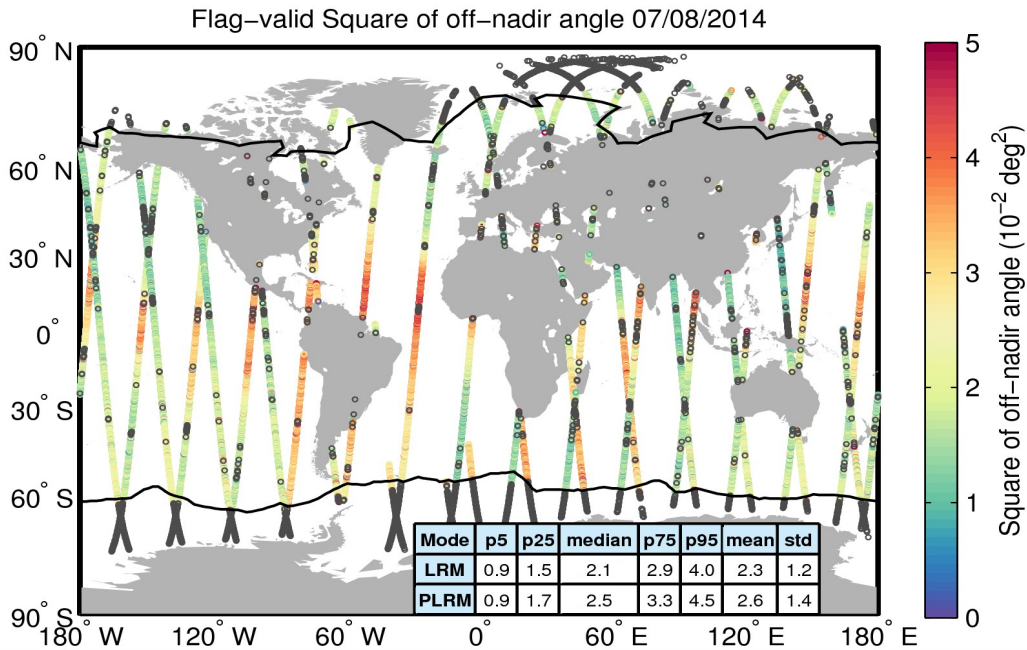 Flag−valid Square of off−nadir angle 07/08/2014
90° N
60° N
30° N
0°
30° S
60° S
90° S
180° W
120° W
60° W
0°
60° E
120° E
180° E
Mode p5 p25 median p75 p95 mean std
LRM 0.9 1.5 2.1 2.9 4.0 2.3 1.2
PLRM 0.9 1.7 2.5 3.3 4.5 2.6 1.4
5
4
3
2
1
0
Square of off−nadir angle (10⁻² deg²)